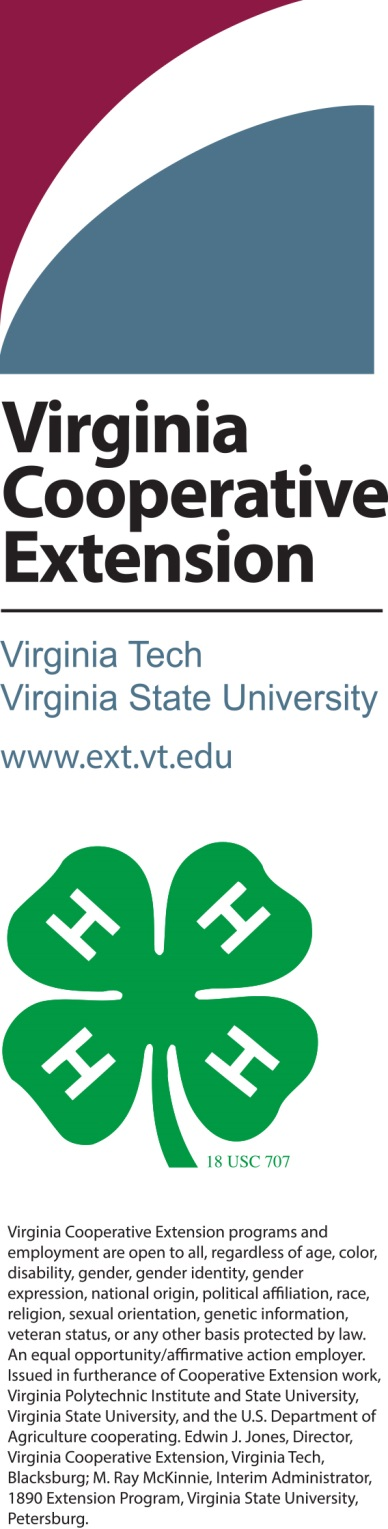 Virginia
Cooperative
Extension
Virginia Tech
Virginia State University
www.ext.vt.edu
H H
H H
18 USC 707
Virginia Cooperative Extension programs and
employment are open to all, regardless of age, color,
disability, gender, gender identity, gender
expression, national origin, political affiliation, race,
religion, sexual orientation, genetic information,
veteran status, or any other basis protected by law.
An equal opportunity/affirmative action employer.
Issued in furtherance of Cooperative Extension work,
Virginia Polytechnic Institute and State University,
Virginia State University, and the U.S. Department of
Agriculture cooperating. Edwin J. Jones, Director,
Virginia Cooperative Extension, Virginia Tech,
Blacksburg; M. Ray McKinnie, Interim Administrator,
1890 Extension Program, Virginia State University,
Petersburg.